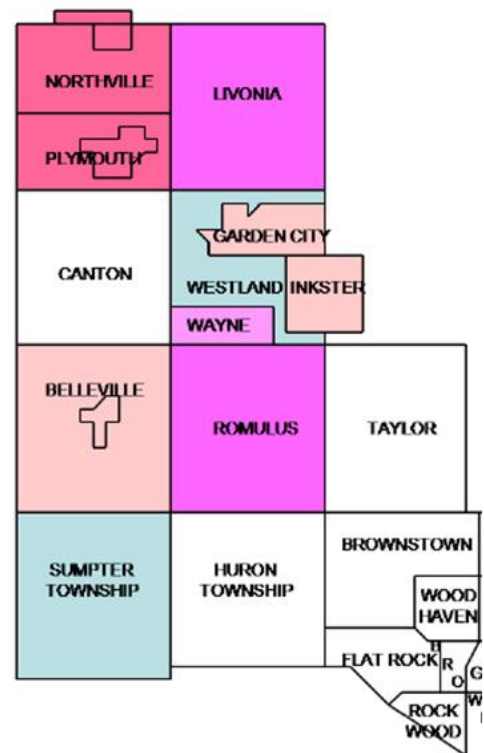 NORTHVILLE
LIVONIA
PLYMOUTH
GARDEN CITY
CANTON
WESTLAND
INKSTER
WAYNE
BELLEVILLE
ROMULUS
TAYLOR
BROWNSTOWN
SUMPTER
TOWNSHIP
HURON
TOWNSHIP
WOOD
HAVEN
FLAT ROCK
B
R
O
G
W
ROCK
WOOD